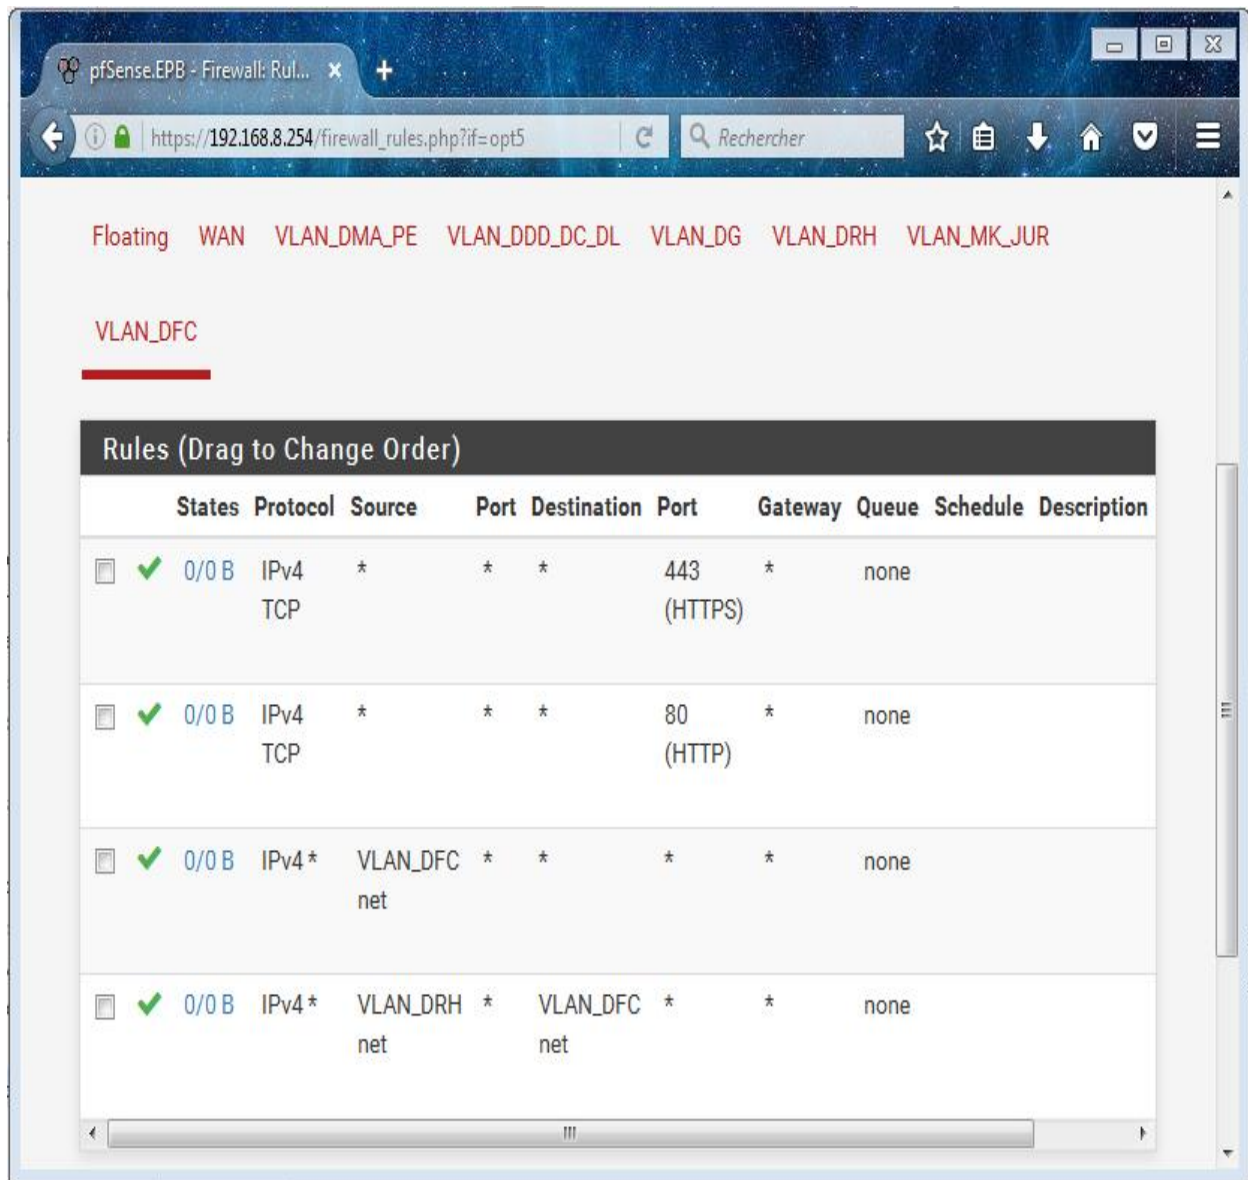 pfSense.EPB - Firewall: Rul... × +
https://192.168.8.254/firewall_rules.php?if=opt5 Rechercher
Floating WAN VLAN_DMA_PE VLAN_DDD_DC_DL VLAN_DG VLAN_DRH VLAN_MK_JUR
VLAN_DFC
Rules (Drag to Change Order)
States Protocol Source Port Destination Port Gateway Queue Schedule Description
0/0 B IPv4 * * * 443 * none
TCP (HTTPS)
0/0 B IPv4 * * * 80 * none
TCP (HTTP)
0/0 B IPv4 * VLAN_DFC * * * * none
net
0/0 B IPv4 * VLAN_DRH * VLAN_DFC * * none
net net